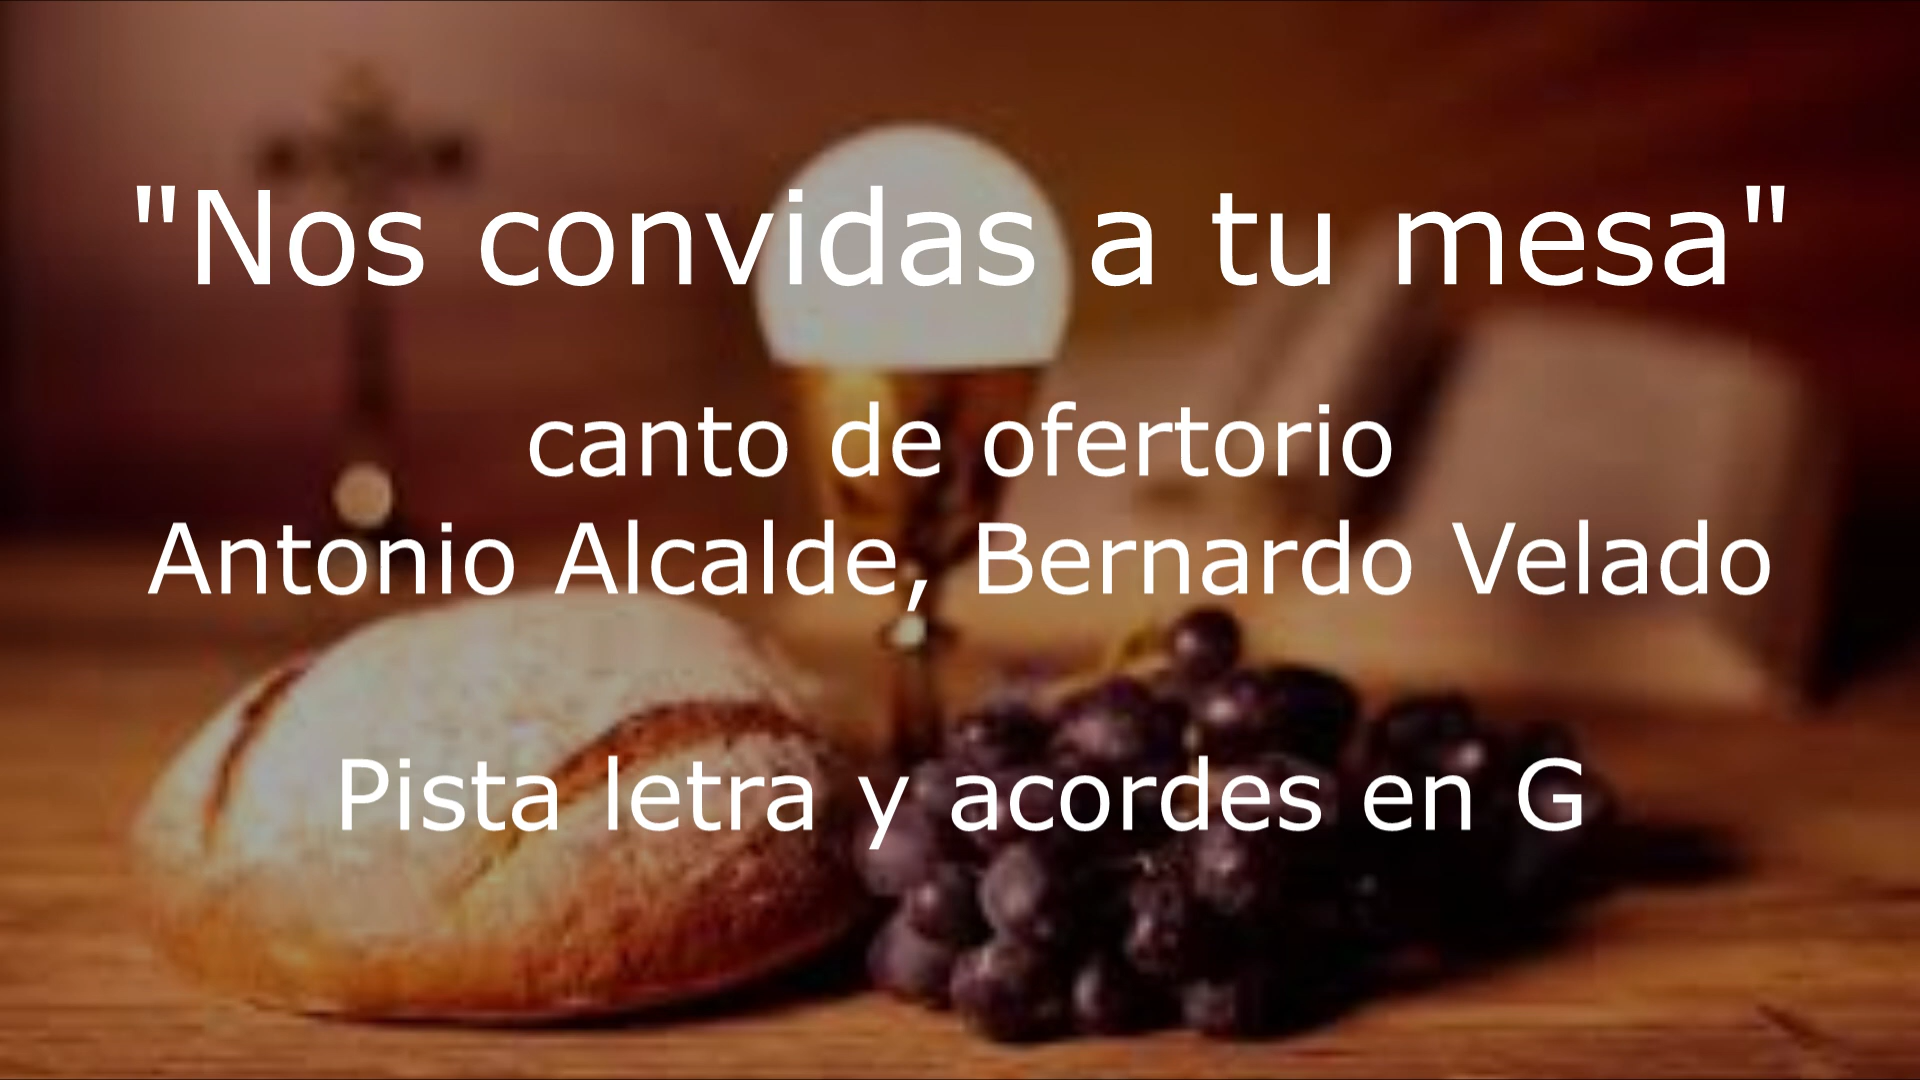 "Nos convidas a tu mesa"
canto de ofertorio
Antonio Alcalde, Bernardo Velado
Pista letra y acordes en G